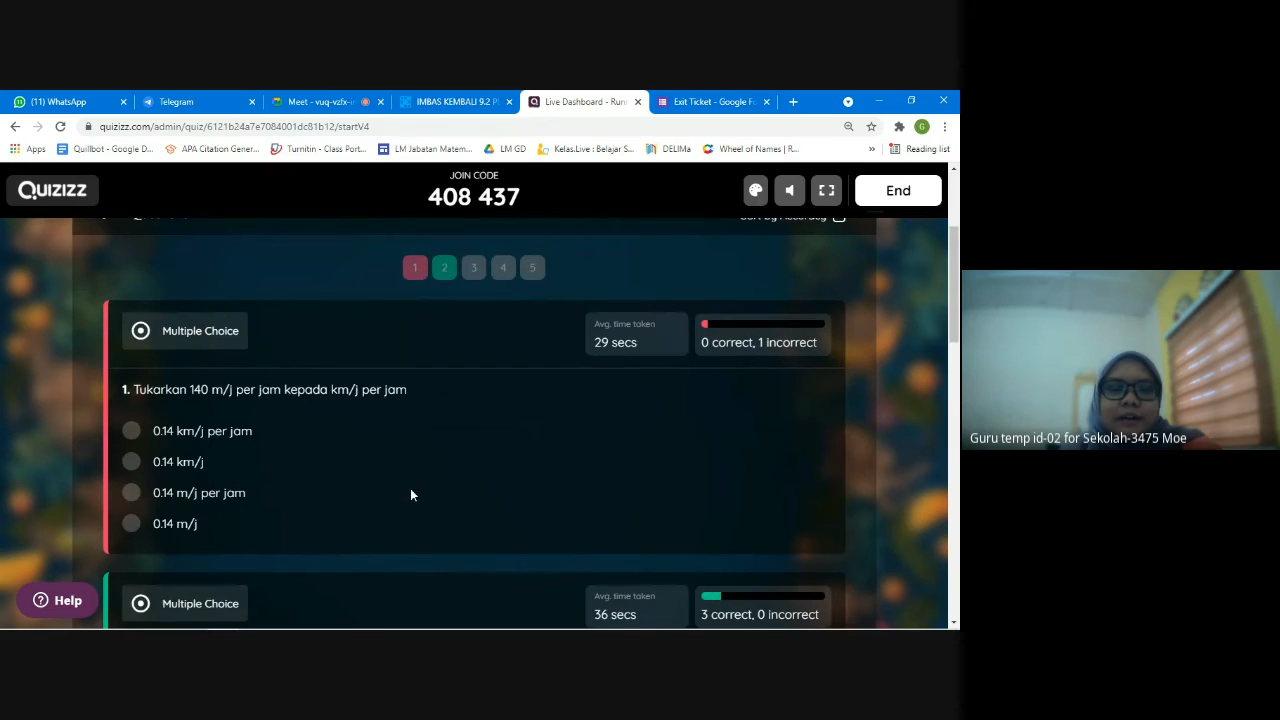 (11) WhatsApp
Telegram
Meet - vuq-vzfx-i
IMBAS KEMBALI 9.2 P
Live Dashboard - Run
Exit Ticket - Google F
quizizz.com/admin/quiz/6121b24a7e7084001dc81b12/startV4
G
Apps
Quillbot - Google D...
APA Citation Gener...
Turnitin - Class Port...
LM Jabatan Matem...
LM GD
Kelas.Live : Belajar S...
DELIMa
Wheel of Names | R...
»
Reading list
QUIZIZZ
JOIN CODE
408 437
End
Sort by Accuracy
1 2 3 4 5
Multiple Choice
Avg. time taken
29 secs
0 correct, 1 incorrect
1. Tukarkan 140 m/j per jam kepada km/j per jam
0.14 km/j per jam
0.14 km/j
0.14 m/j per jam
0.14 m/j
Help
Multiple Choice
Avg. time taken
36 secs
3 correct, 0 incorrect
Guru temp id-02 for Sekolah-3475 Moe